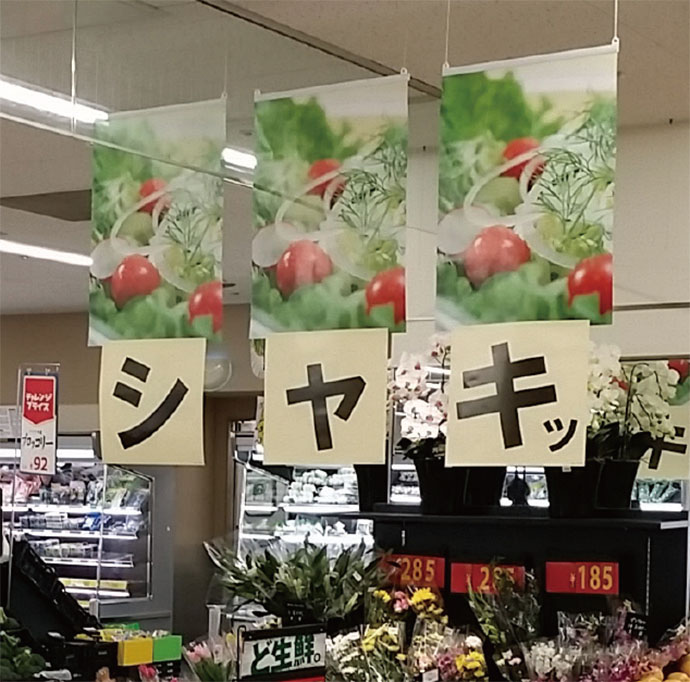 シャキッ
キ
チャレンジ
プライス
ブロッコリー
¥92
¥285
¥185
ど生鮮。